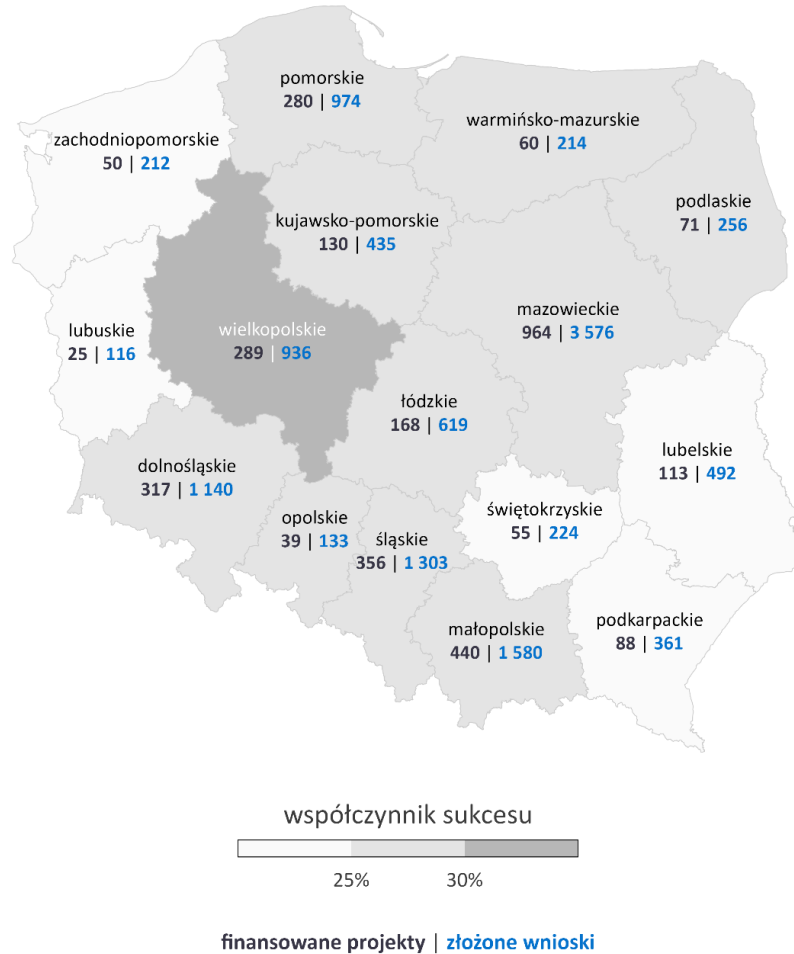 pomorskie
280 | 974
warmińsko-mazurskie
60 | 214
zachodniopomorskie
50 | 212
podlaskie
71 | 256
kujawsko-pomorskie
130 | 435
mazowieckie
964 | 3 576
lubuskie
25 | 116
wielkopolskie
289 | 936
łódzkie
168 | 619
lubelskie
113 | 492
dolnośląskie
317 | 1 140
świętokrzyskie
55 | 224
opolskie
39 | 133
śląskie
356 | 1 303
podkarpackie
88 | 361
małopolskie
440 | 1 580
współczynnik sukcesu
25% 30%
finansowane projekty | złożone wnioski